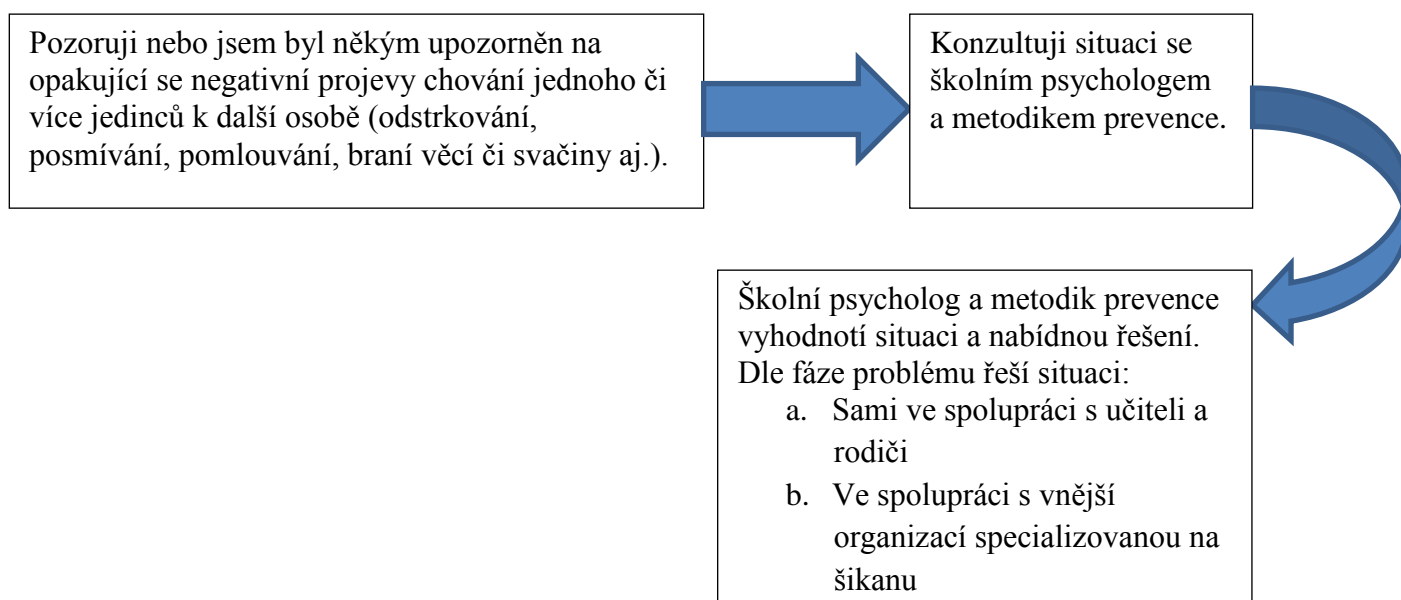 Pozoruji nebo jsem byl někým upozorněn na
opakující se negativní projevy chování jednoho či
více jedinců k další osobě (odstrkování,
posmívání, pomlouvání, braní věcí či svačiny aj.).
Konzultuji situaci se
školním psychologem
a metodikem prevence.
Školní psycholog a metodik prevence
vyhodnotí situaci a nabídnou řešení.
Dle fáze problému řeší situaci:
a. Sami ve spolupráci s učiteli a
rodiči
b. Ve spolupráci s vnější
organizací specializovanou na
šikanu